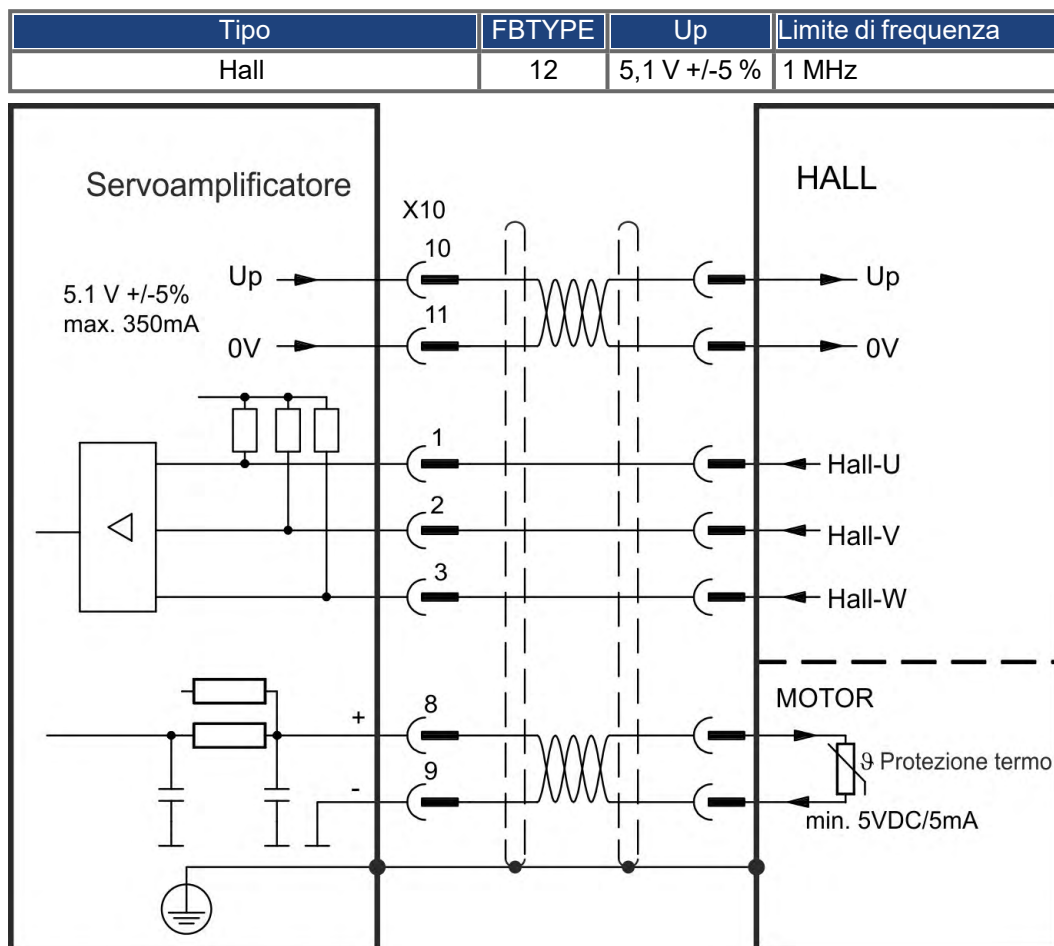 Tipo FBTYPE Up Limite di frequenza
Hall 12 5,1 V +/-5 % 1 MHz
Servoamplificatore
HALL
X10
10
Up
Up
5.1 V +/-5%
max. 350mA
11
0V
0V
1
Hall-U
2
Hall-V
3
Hall-W
MOTOR
+
8
ϑ Protezione termo
-
9
min. 5VDC/5mA